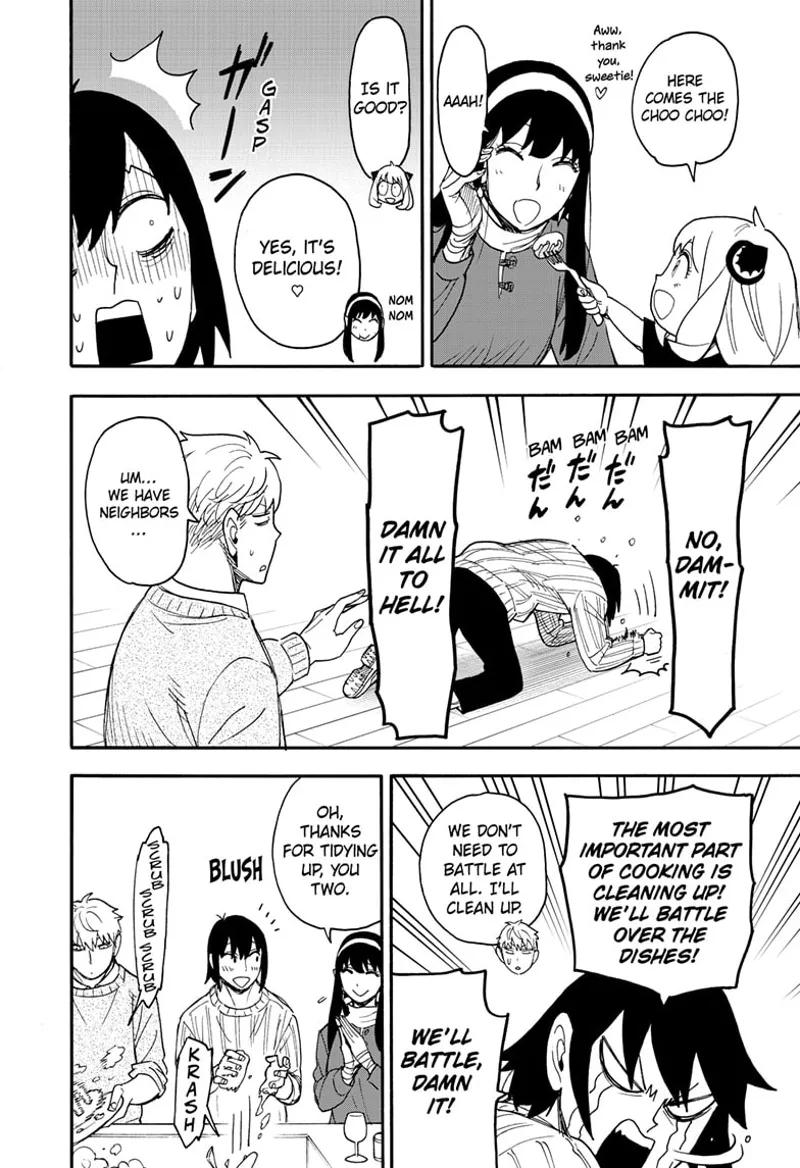 HERE
COMES THE
CHOO CHOO!
Aww,
thank
you,
sweetie!
♡
AAAH!
IS IT
GOOD?
YES, IT'S
DELICIOUS!
♡
NOM
NOM
GASP
ガーン
NO,
DAM-
MIT!
BAM
BAM
BAM
だん
だん
だん
DAMN
IT ALL
TO
HELL!
UM...
WE HAVE
NEIGHBORS
...
THE MOST
IMPORTANT PART
OF COOKING IS
CLEANING UP!
WE'LL BATTLE
OVER THE
DISHES!
WE DON'T
NEED TO
BATTLE
AT ALL. I'LL
CLEAN UP.
WE'LL
BATTLE,
DAMN
IT!
OH,
THANKS
FOR TIDYING
UP, YOU
TWO.
BLUSH
SCRUB SCRUB SCRUB
KRASH